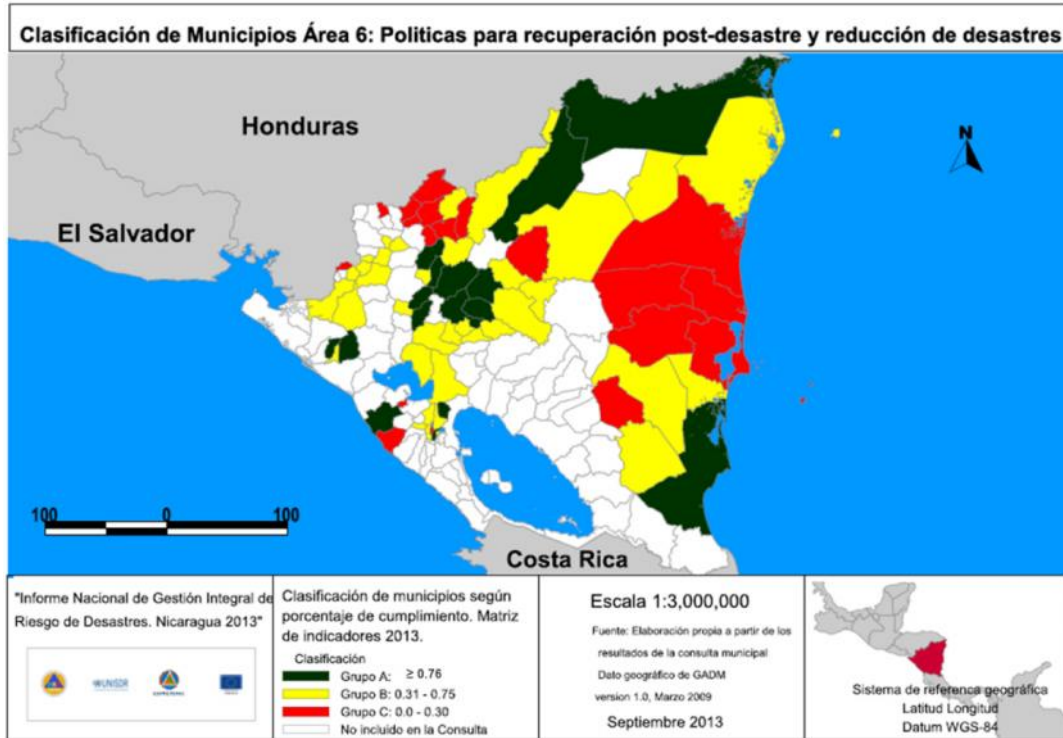 Clasificación de Municipios Área 6: Politicas para recuperación post-desastre y reducción de desastres
Honduras
El Salvador
N
100 0 100
Costa Rica
"Informe Nacional de Gestión Integral de
Riesgo de Desastres. Nicaragua 2013"
UNISDR
Clasificación de municipios según
porcentaje de cumplimiento. Matriz
de indicadores 2013.
Clasificación
Grupo A: ≥ 0.76
Grupo B: 0.31 - 0.75
Grupo C: 0.0 - 0.30
No incluido en la Consulta
Escala 1:3,000,000
Fuente: Elaboración propia a partir de los
resultados de la consulta municipal
Dato geográfico de GADM
version 1.0, Marzo 2009
Septiembre 2013
Sistema de referenca geográfica
Latitud Longitud
Datum WGS-84